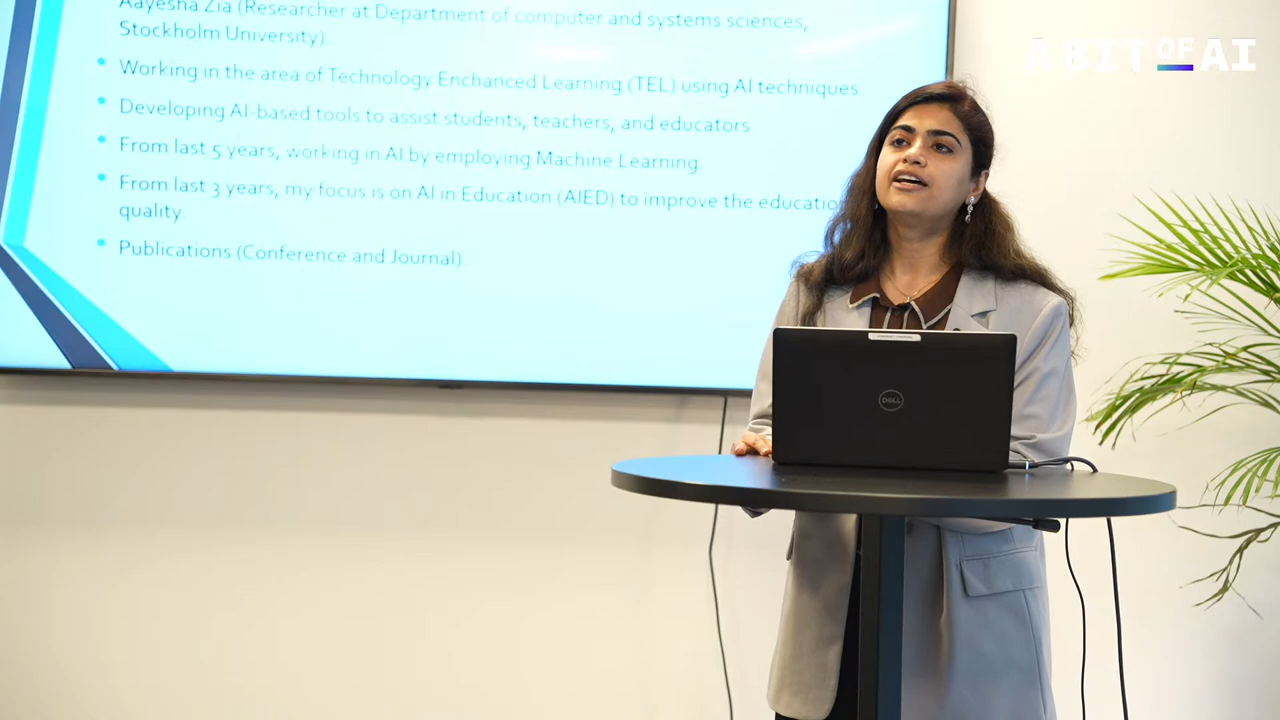 Aayesha Zia (Researcher at Department of computer and systems sciences,
Stockholm University).
Working in the area of Technology Enchanced Learning (TEL) using AI techniques.
Developing AI-based tools to assist students, teachers, and educators.
From last 5 years, working in AI by employing Machine Learning.
From last 3 years, my focus is on AI in Education (AIED) to improve the educatio
quality.
Publications (Conference and Journal).
A BIT OF AI
DELL